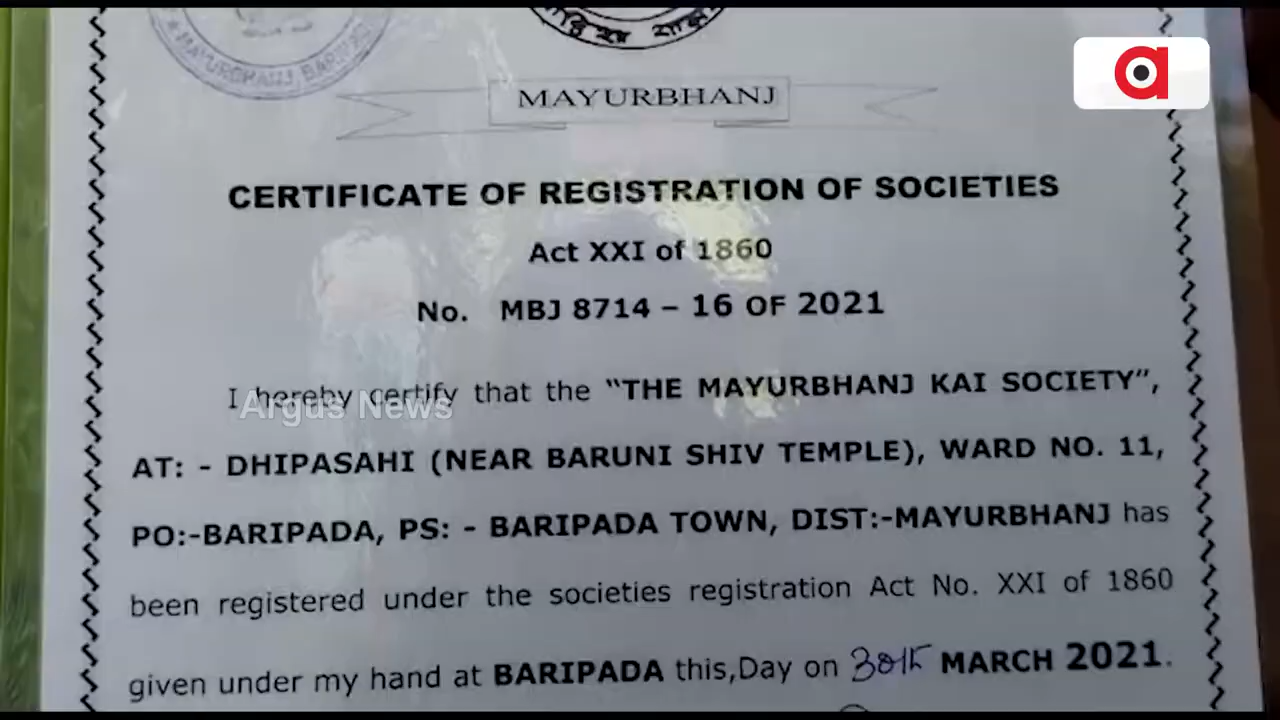 MAYURBHANJ BARIPADA
MAYURBHANJ
CERTIFICATE OF REGISTRATION OF SOCIETIES
Act XXI of 1860
No. MBJ 8714 – 16 OF 2021
I hereby certify that the "THE MAYURBHANJ KAI SOCIETY",
Argus News
AT: - DHIPASAHI (NEAR BARUNI SHIV TEMPLE), WARD NO. 11,
PO:-BARIPADA, PS: - BARIPADA TOWN, DIST:-MAYURBHANJ has
been registered under the societies registration Act No. XXI of 1860
given under my hand at BARIPADA this,Day on 30th MARCH 2021.